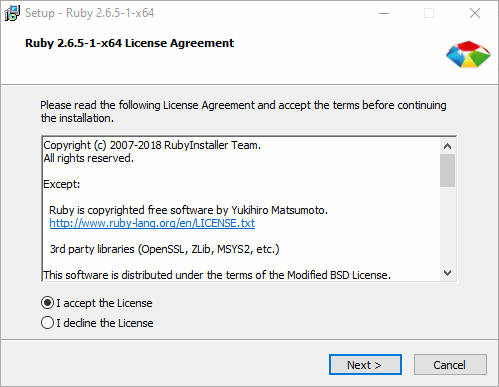 Setup - Ruby 2.6.5-1-x64
Ruby 2.6.5-1-x64 License Agreement
Please read the following License Agreement and accept the terms before continuing
the installation.
Copyright (c) 2007-2018 RubyInstaller Team.
All rights reserved.
Except:
Ruby is copyrighted free software by Yukihiro Matsumoto.
http://www.ruby-lang.org/en/LICENSE.txt
3rd party libraries (OpenSSL, ZLib, MSYS2, etc.)
This software is distributed under the terms of the Modified BSD License.
I accept the License
I decline the License
Next >
Cancel